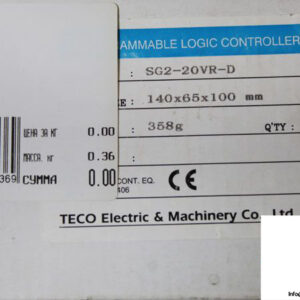 AMMABLE LOGIC CONTROLLER
: SG2-20VR-D
E : 140x65x100 mm
: 358g Q'TY :
ЦЕНА ЗА КГ 0.00
МАССА, кг 0.36
369 СУММА 0.00
CONT. EQ.
406 CE
TECO Electric & Machinery Co., Ltd